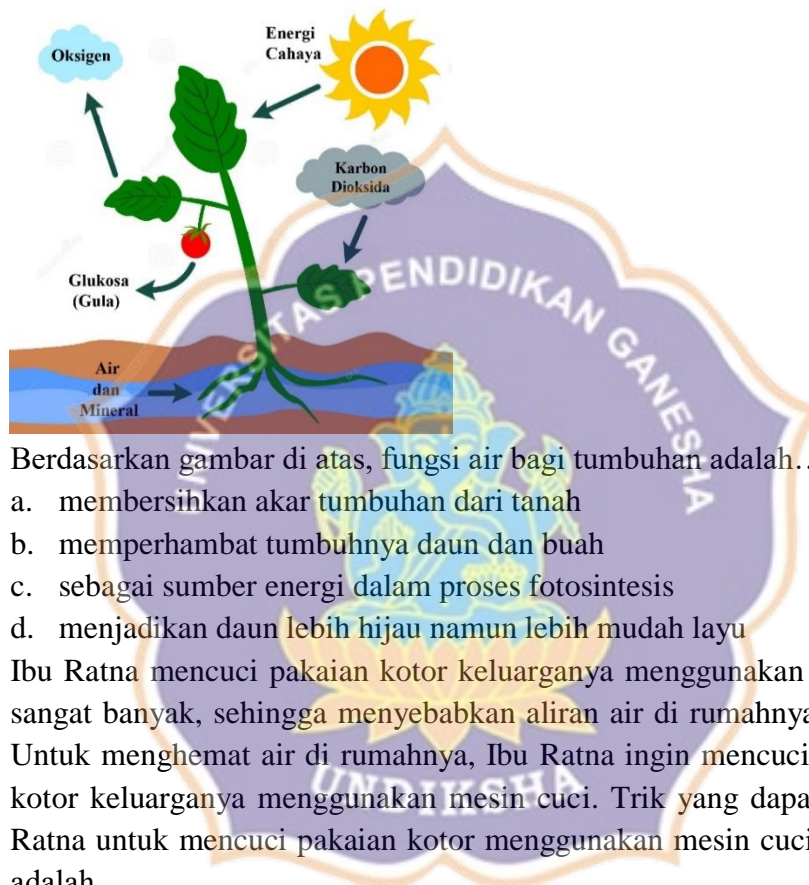 Oksigen
Energi
Cahaya
Karbon
Dioksida
Glukosa
(Gula)
Air
dan
Mineral
UNIVERSITAS PENDIDIKAN GANESHA
UNDIKSHA
Berdasarkan gambar di atas, fungsi air bagi tumbuhan adalah…
a. membersihkan akar tumbuhan dari tanah
b. memperhambat tumbuhnya daun dan buah
c. sebagai sumber energi dalam proses fotosintesis
d. menjadikan daun lebih hijau namun lebih mudah layu
Ibu Ratna mencuci pakaian kotor keluarganya menggunakan
sangat banyak, sehingga menyebabkan aliran air di rumahnya
Untuk menghemat air di rumahnya, Ibu Ratna ingin mencuci
kotor keluarganya menggunakan mesin cuci. Trik yang dapa
Ratna untuk mencuci pakaian kotor menggunakan mesin cuci
adalah